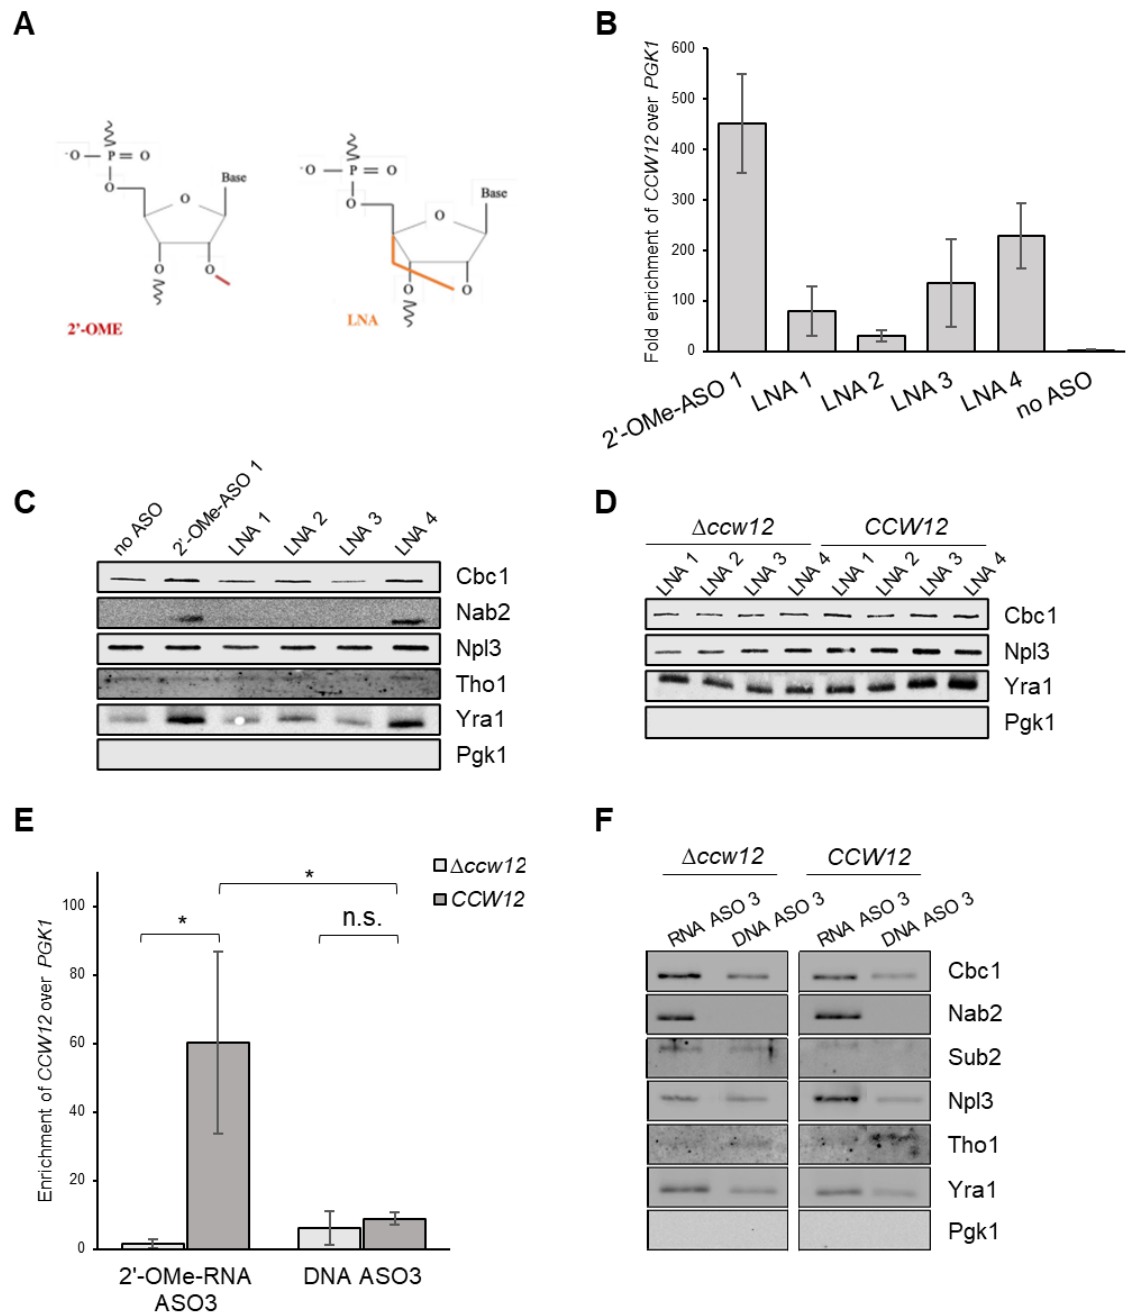 A
-O
P
O
O
O
Base
O
O
2'-OME
-O
P
O
O
O
Base
O
O
LNA
B
Fold enrichment of CCW12 over PGK1
600
500
400
300
200
100
0
2'-OMe-ASO 1
LNA 1
LNA 2
LNA 3
LNA 4
no ASO
C
no ASO
2'-OMe-ASO 1
LNA 1
LNA 2
LNA 3
LNA 4
Cbc1
Nab2
Npl3
Tho1
Yra1
Pgk1
D
Δccw12
CCW12
LNA 1
LNA 2
LNA 3
LNA 4
LNA 1
LNA 2
LNA 3
LNA 4
Cbc1
Npl3
Yra1
Pgk1
E
Enrichment of CCW12 over PGK1
100
80
60
40
20
0
*
*
n.s.
Δccw12
CCW12
2'-OMe-RNA
ASO3
DNA ASO3
F
Δccw12
CCW12
RNA ASO 3
DNA ASO 3
RNA ASO 3
DNA ASO 3
Cbc1
Nab2
Sub2
Npl3
Tho1
Yra1
Pgk1